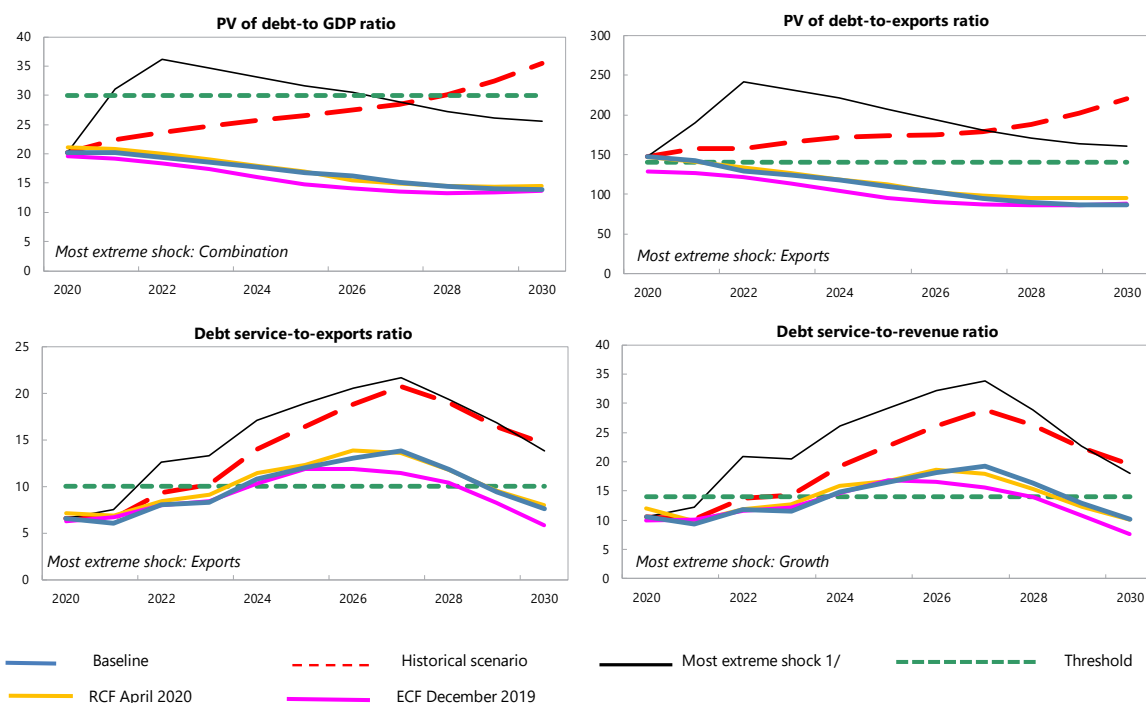 PV of debt-to GDP ratio
40
35
30
25
20
15
10
5
0
Most extreme shock: Combination
2020 2022 2024 2026 2028 2030
PV of debt-to-exports ratio
300
250
200
150
100
50
0
Most extreme shock: Exports
2020 2022 2024 2026 2028 2030
Debt service-to-exports ratio
25
20
15
10
5
0
Most extreme shock: Exports
2020 2022 2024 2026 2028 2030
Debt service-to-revenue ratio
40
35
30
25
20
15
10
5
0
Most extreme shock: Growth
2020 2022 2024 2026 2028 2030
Baseline Historical scenario Most extreme shock 1/ Threshold
RCF April 2020 ECF December 2019